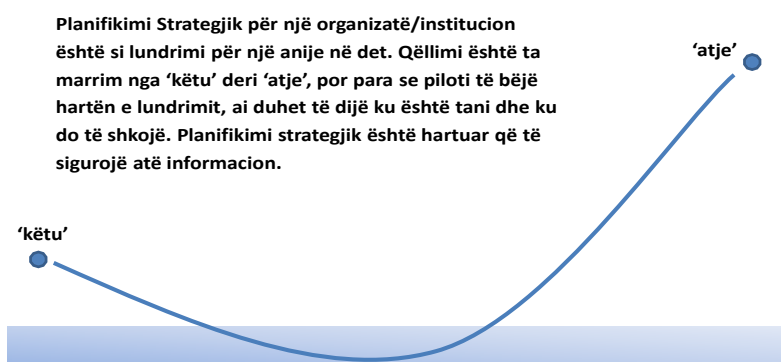 Planifikimi Strategjik për një organizatë/institucion
është si lundrimi për një anije në det. Qëllimi është ta
marrim nga ‘këtu’ deri ‘atje’, por para se piloti të bëjë
hartën e lundrimit, ai duhet të dijë ku është tani dhe ku
do të shkojë. Planifikimi strategjik është hartuar që të
sigurojë atë informacion.
‘atje’
‘këtu’